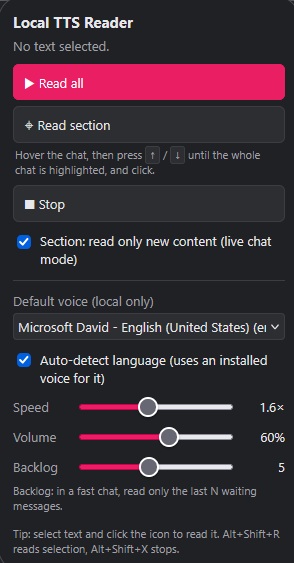 Local TTS Reader
No text selected.
▶ Read all
⌖ Read section
Hover the chat, then press ↑ / ↓ until the whole
chat is highlighted, and click.
■ Stop
Section: read only new content (live chat
mode)
Default voice (local only)
Microsoft David - English (United States) (en
Auto-detect language (uses an installed
voice for it)
Speed 1.6×
Volume 60%
Backlog 5
Backlog: in a fast chat, read only the last N waiting
messages.
Tip: select text and click the icon to read it. Alt+Shift+R
reads selection, Alt+Shift+X stops.